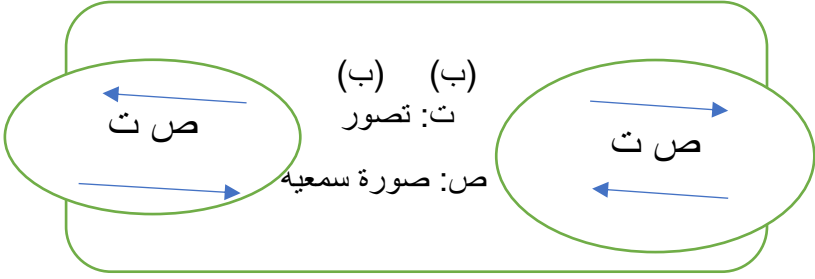 (ب) (ب)
ت: تصور
ص ت
ص ت
ص: صورة سمعيه